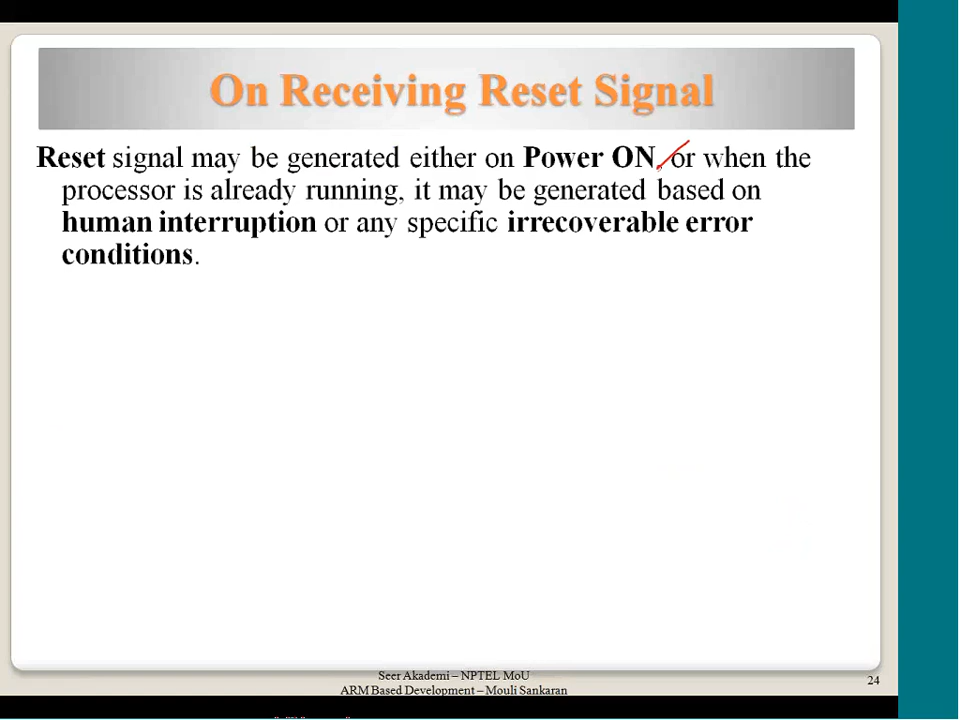 On Receiving Reset Signal
Reset signal may be generated either on Power ON, or when the
processor is already running, it may be generated based on
human interruption or any specific irrecoverable error
conditions.
Seer Akademi – NPTEL MoU
ARM Based Development – Mouli Sankaran
24